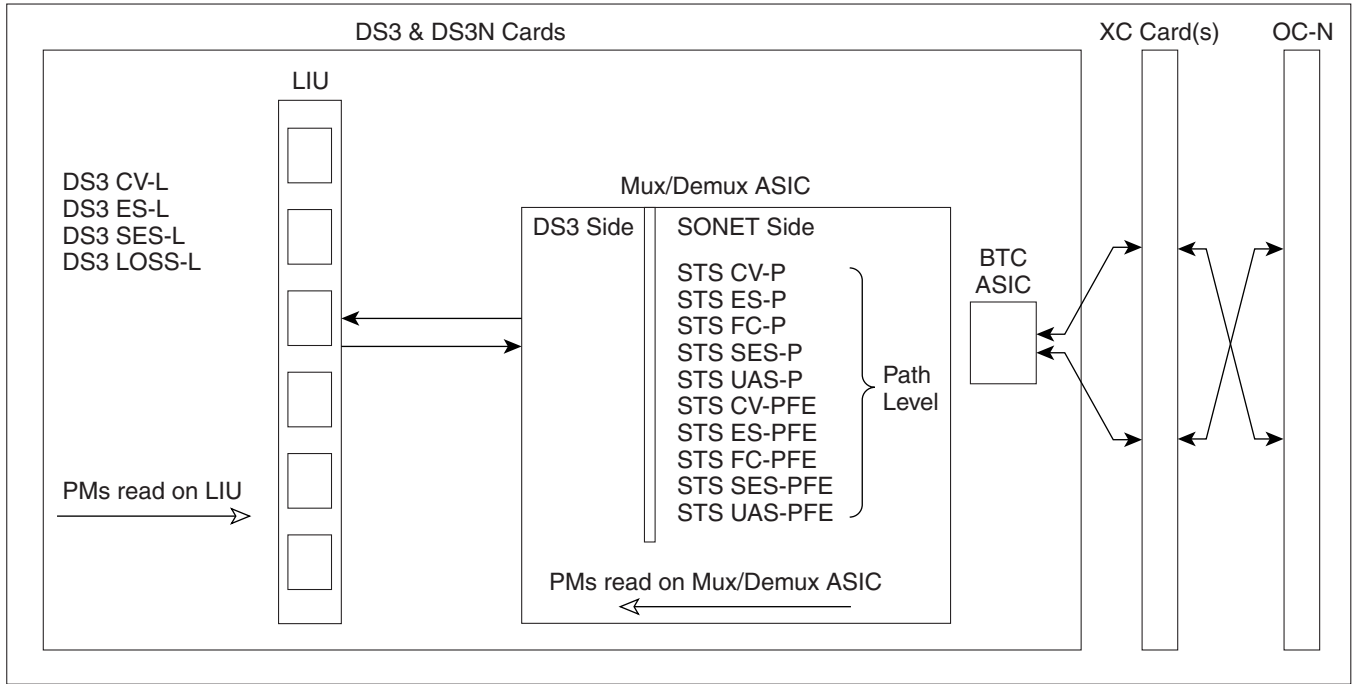 DS3 & DS3N Cards
XC Card(s)
OC-N
LIU
DS3 CV-L
DS3 ES-L
DS3 SES-L
DS3 LOSS-L
Mux/Demux ASIC
DS3 Side
SONET Side
STS CV-P
STS ES-P
STS FC-P
STS SES-P
STS UAS-P
STS CV-PFE
STS ES-PFE
STS FC-PFE
STS SES-PFE
STS UAS-PFE
Path
Level
BTC
ASIC
PMs read on LIU
PMs read on Mux/Demux ASIC